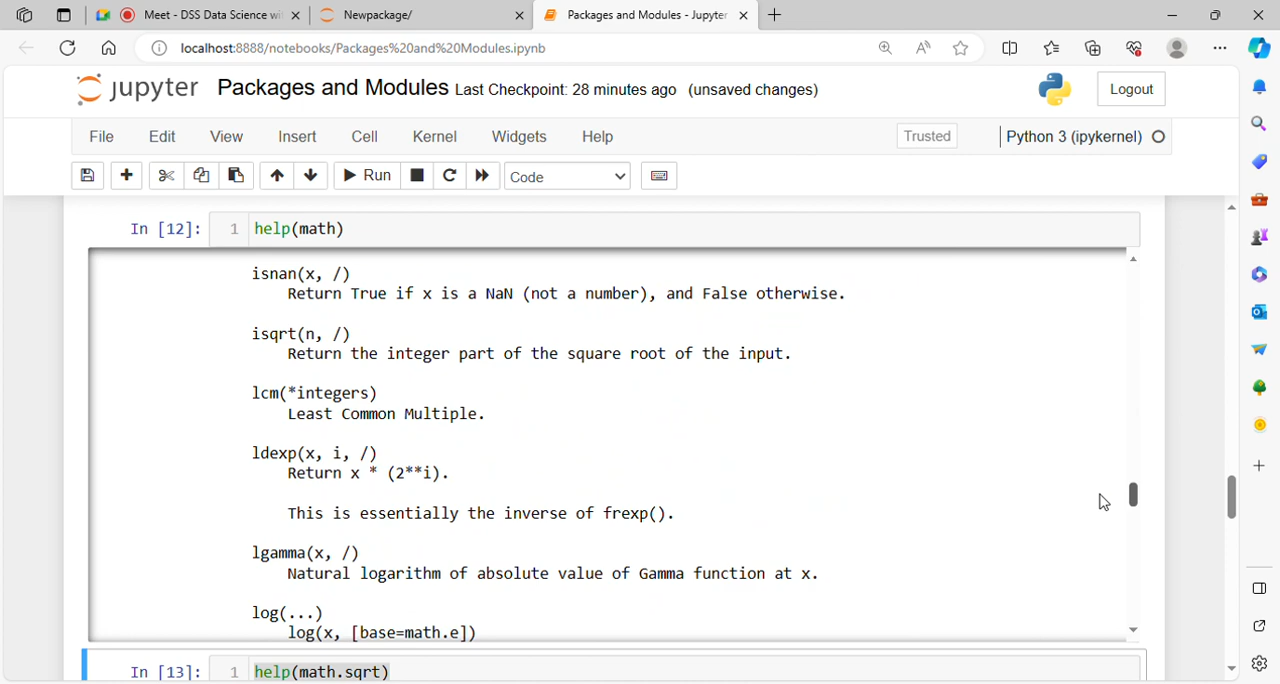 Meet - DSS Data Science wi
Newpackage/
Packages and Modules - Jupyter
localhost:8888/notebooks/Packages%20and%20Modules.ipynb
jupyter Packages and Modules Last Checkpoint: 28 minutes ago (unsaved changes)
Logout
File Edit View Insert Cell Kernel Widgets Help
Trusted
Python 3 (ipykernel)
Run
Code
In [12]: 1 help(math)
isnan(x, /)
Return True if x is a NaN (not a number), and False otherwise.
isqrt(n, /)
Return the integer part of the square root of the input.
lcm(*integers)
Least Common Multiple.
ldexp(x, i, /)
Return x * (2**i).
This is essentially the inverse of frexp().
lgamma(x, /)
Natural logarithm of absolute value of Gamma function at x.
log(...)
log(x, [base=math.e])
In [13]: 1 help(math.sqrt)